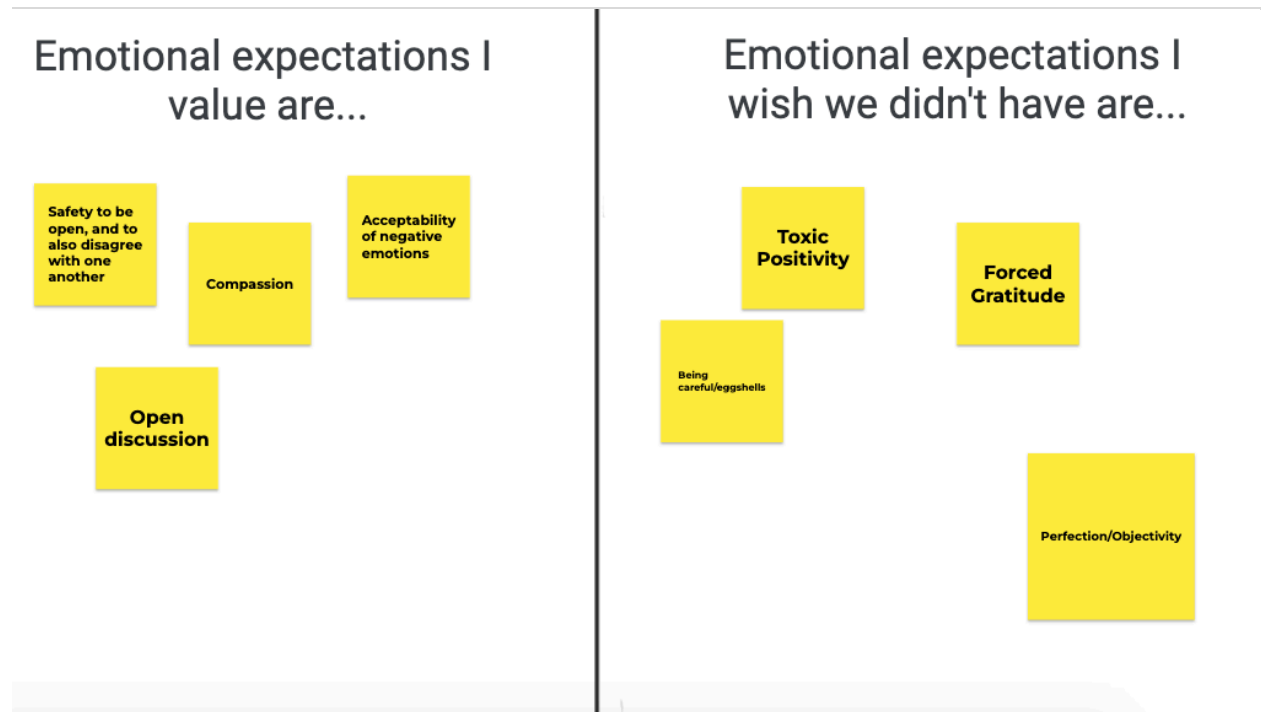 Emotional expectations I
value are...
Safety to be
open, and to
also disagree
with one
another
Compassion
Acceptability
of negative
emotions
Open
discussion
Emotional expectations I
wish we didn't have are...
Toxic
Positivity
Forced
Gratitude
Being
careful/eggshells
Perfection/Objectivity